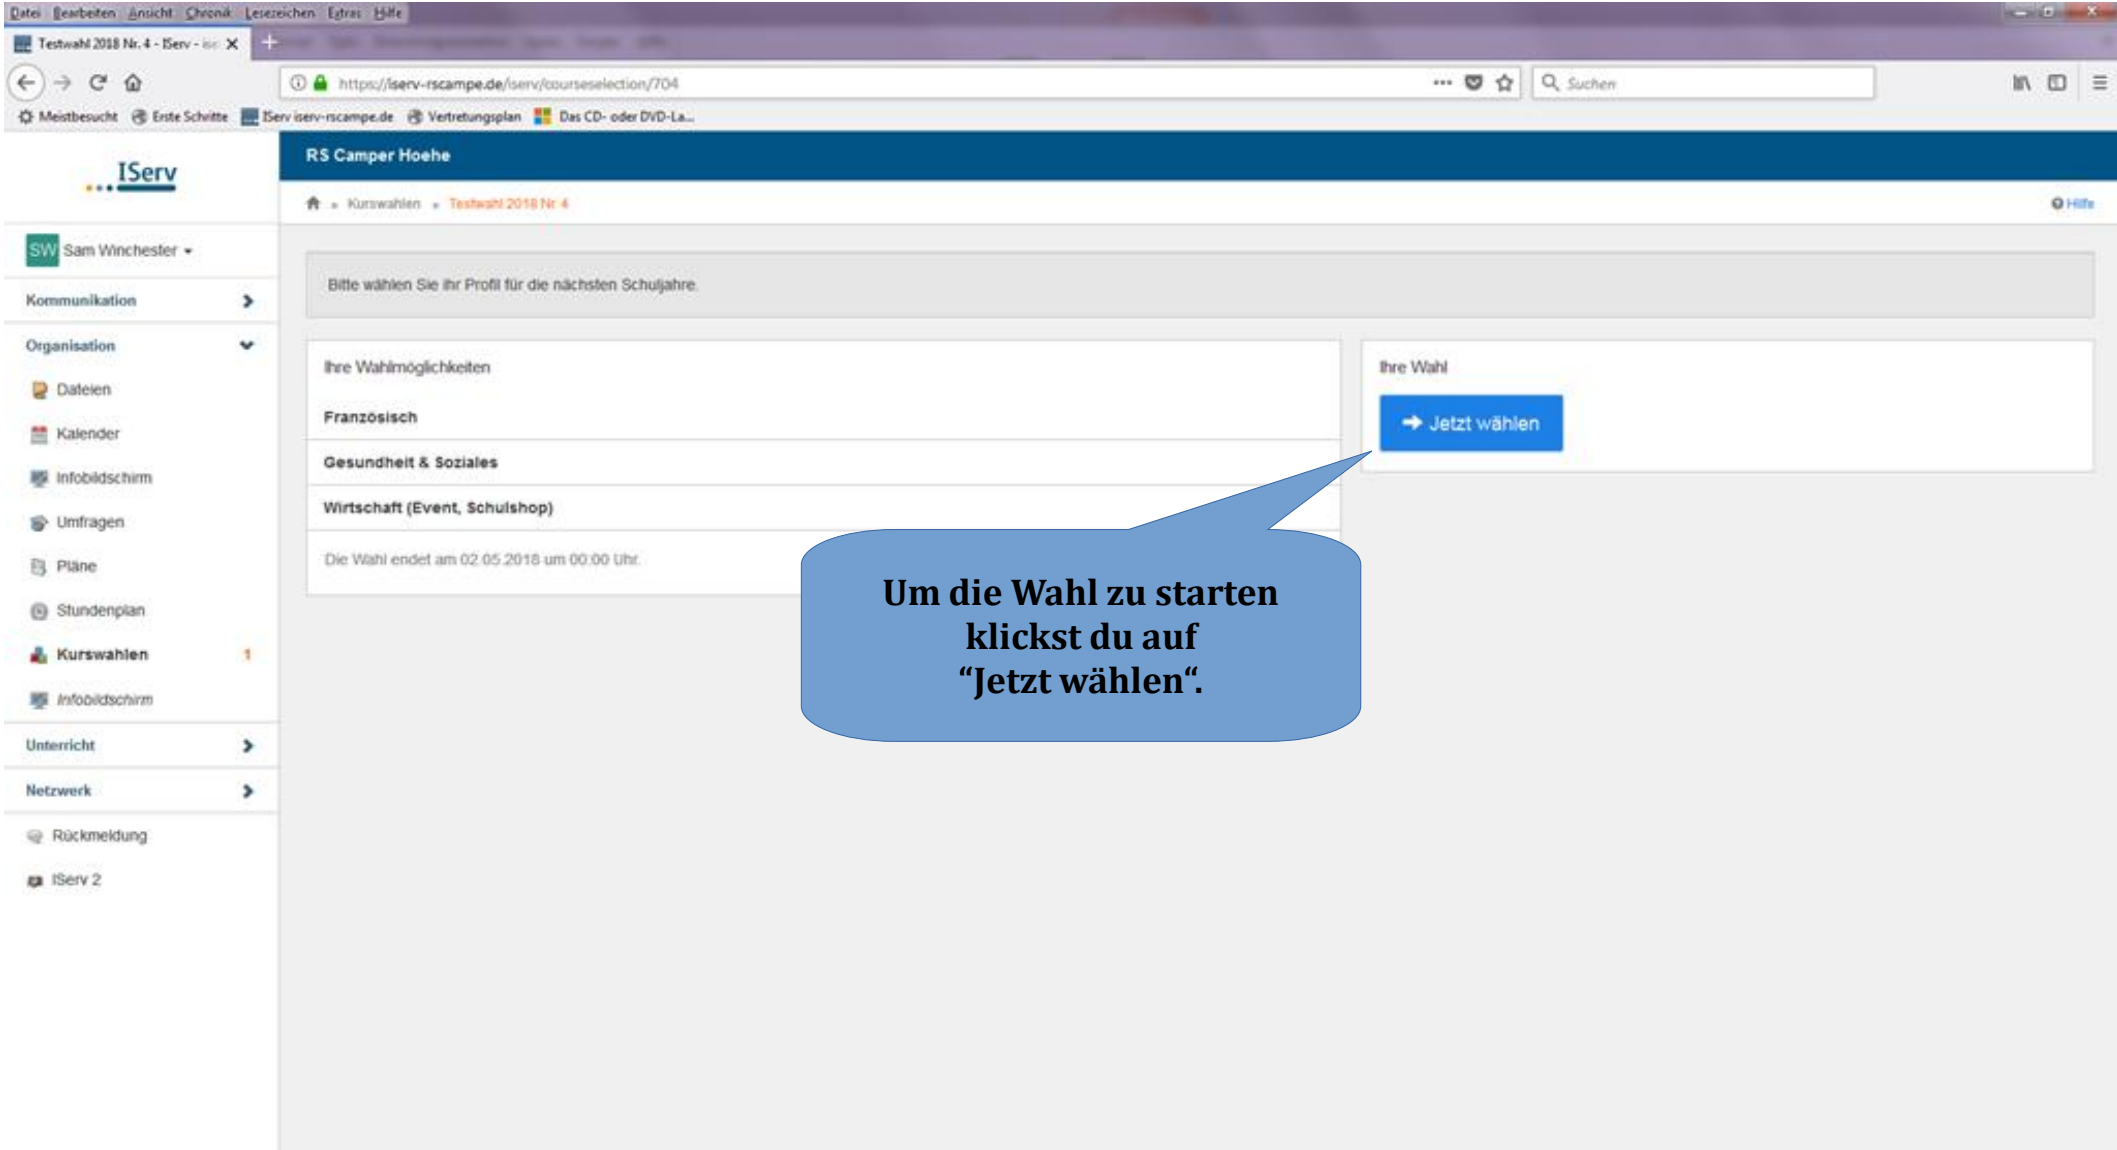 Datei Bearbeiten Ansicht Chronik Lesezeichen Extras Hilfe
Testwahl 2018 Nr. 4 - IServ - ise
https://iserv-rscampe.de/iserv/courseselection/704
Suchen
Meistbesucht Erste Schritte IServ iserv-rscampe.de Vertretungsplan Das CD- oder DVD-La...
IServ
RS Camper Hoehe
Kurswahlen » Testwahl 2018 Nr. 4
Hilfe
SW Sam Winchester
Kommunikation
Organisation
Dateien
Kalender
Infobildschirm
Umfragen
Pläne
Stundenplan
Kurswahlen 1
Infobildschirm
Unterricht
Netzwerk
Rückmeldung
IServ 2
Bitte wählen Sie ihr Profil für die nächsten Schuljahre.
Ihre Wahlmöglichkeiten
Französisch
Gesundheit & Soziales
Wirtschaft (Event, Schulshop)
Die Wahl endet am 02.05.2018 um 00:00 Uhr.
Ihre Wahl
Jetzt wählen
Um die Wahl zu starten
klickst du auf
“Jetzt wählen“.